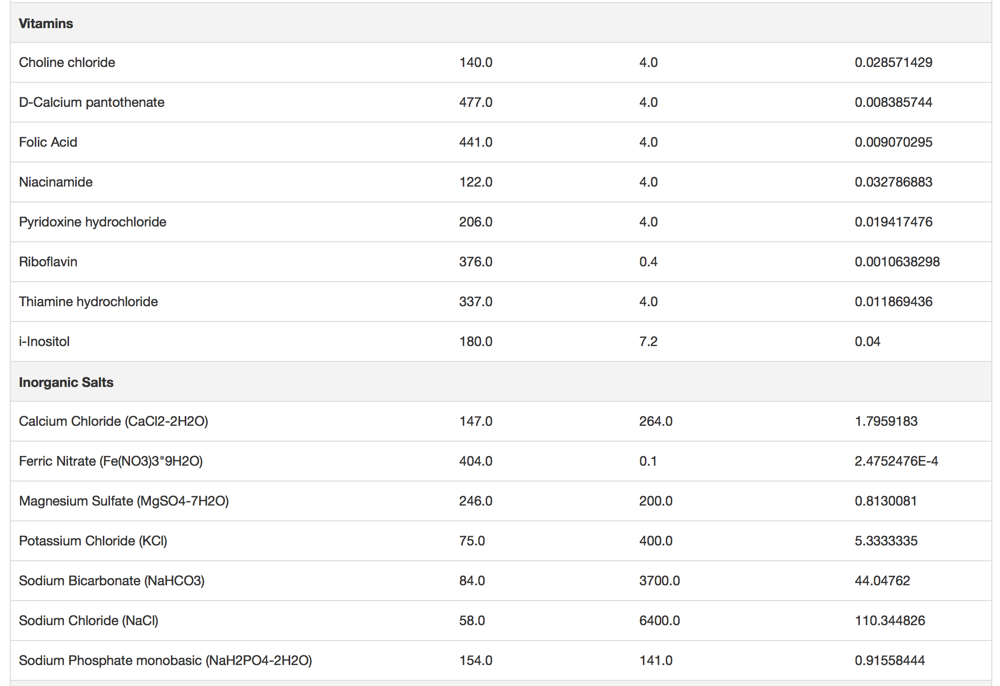 Vitamins
Choline chloride 140.0 4.0 0.028571429
D-Calcium pantothenate 477.0 4.0 0.008385744
Folic Acid 441.0 4.0 0.009070295
Niacinamide 122.0 4.0 0.032786883
Pyridoxine hydrochloride 206.0 4.0 0.019417476
Riboflavin 376.0 0.4 0.0010638298
Thiamine hydrochloride 337.0 4.0 0.011869436
i-Inositol 180.0 7.2 0.04
Inorganic Salts
Calcium Chloride (CaCl2-2H2O) 147.0 264.0 1.7959183
Ferric Nitrate (Fe(NO3)3"9H2O) 404.0 0.1 2.4752476E-4
Magnesium Sulfate (MgSO4-7H2O) 246.0 200.0 0.8130081
Potassium Chloride (KCl) 75.0 400.0 5.3333335
Sodium Bicarbonate (NaHCO3) 84.0 3700.0 44.04762
Sodium Chloride (NaCl) 58.0 6400.0 110.344826
Sodium Phosphate monobasic (NaH2PO4-2H2O) 154.0 141.0 0.91558444